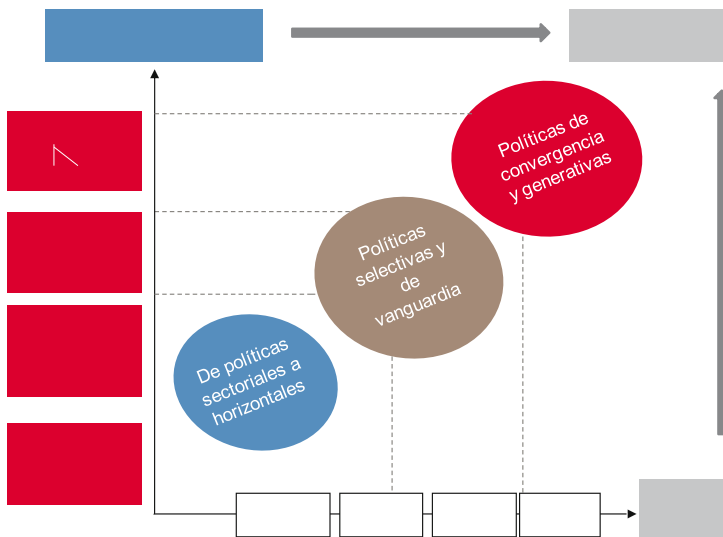 Políticas de
convergencia
y generativas
Políticas
selectivas y
de
vanguardia
De políticas
sectoriales a
horizontales